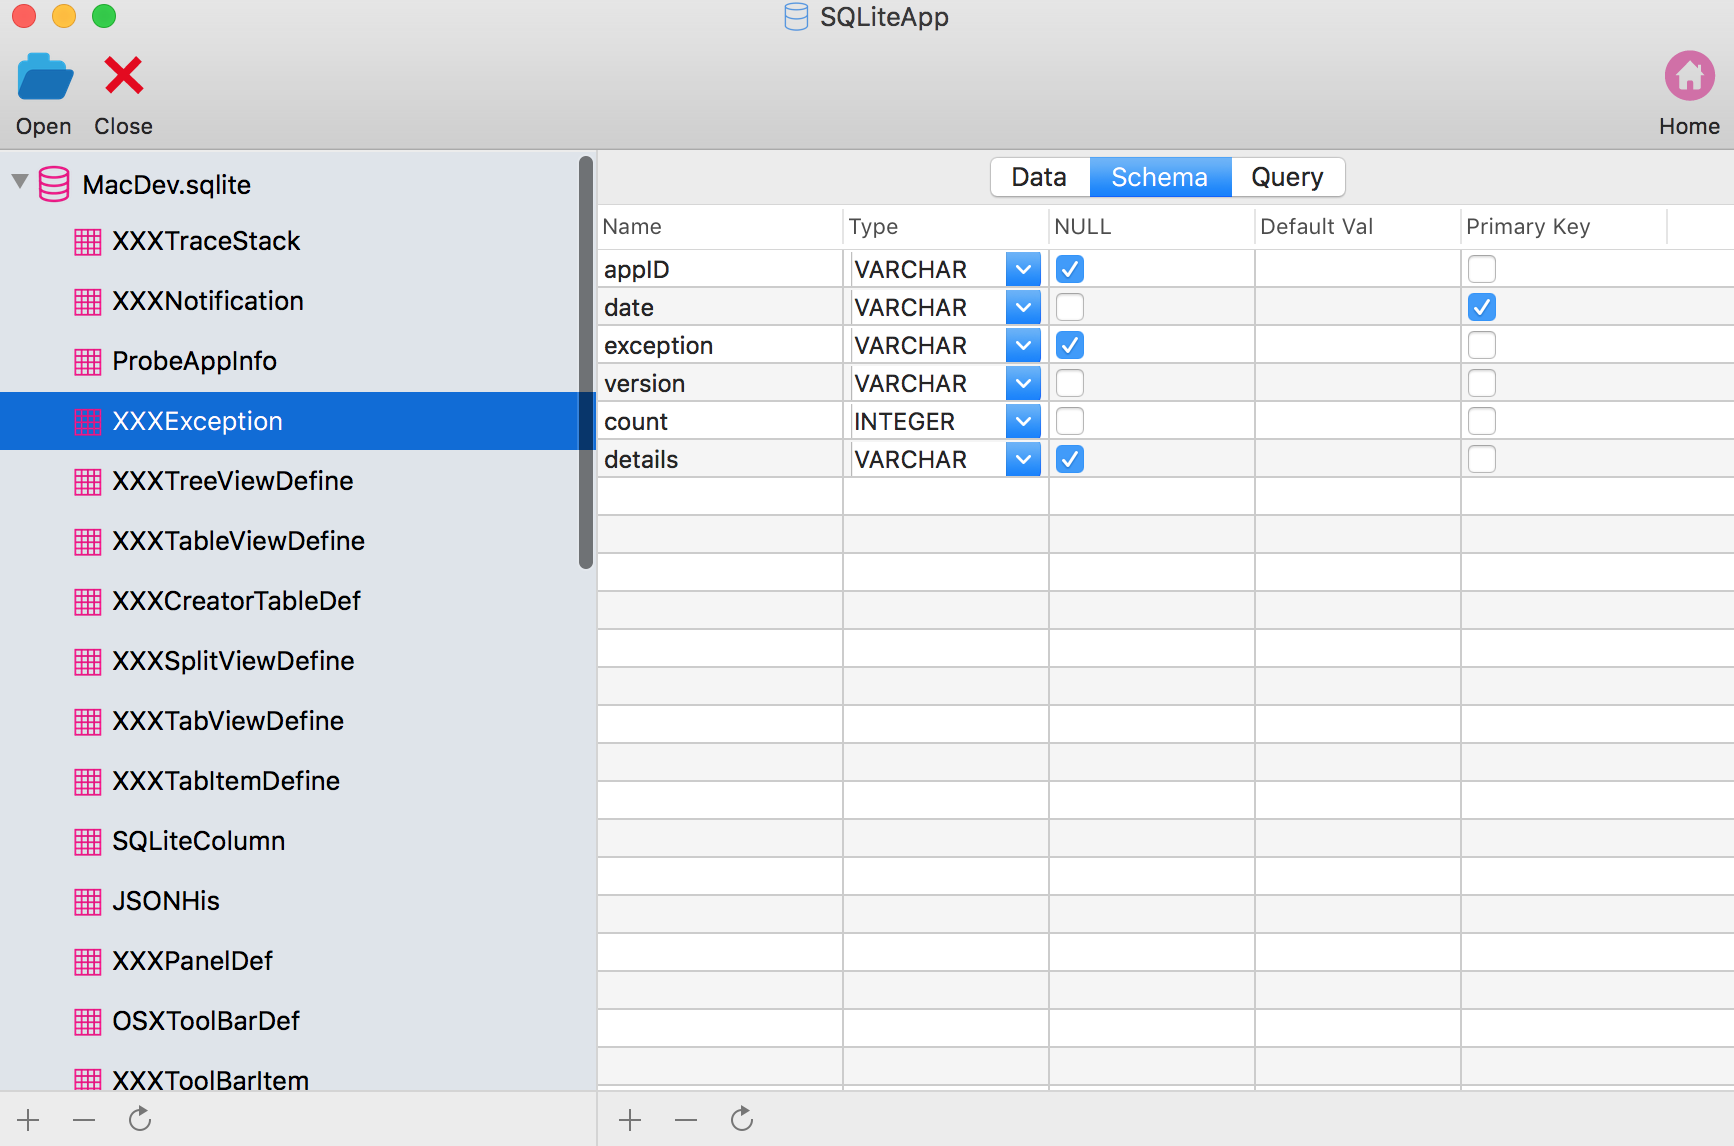 SQLiteApp
Open Close Home
MacDev.sqlite
XXXTraceStack
XXXNotification
ProbeAppInfo
XXXException
XXXTreeViewDefine
XXXTableViewDefine
XXXCreatorTableDef
XXXSplitViewDefine
XXXTabViewDefine
XXXTabItemDefine
SQLiteColumn
JSONHis
XXXPanelDef
OSXToolBarDef
XXXToolBarItem
Data Schema Query
Name Type NULL Default Val Primary Key
appID VARCHAR
date VARCHAR
exception VARCHAR
version VARCHAR
count INTEGER
details VARCHAR